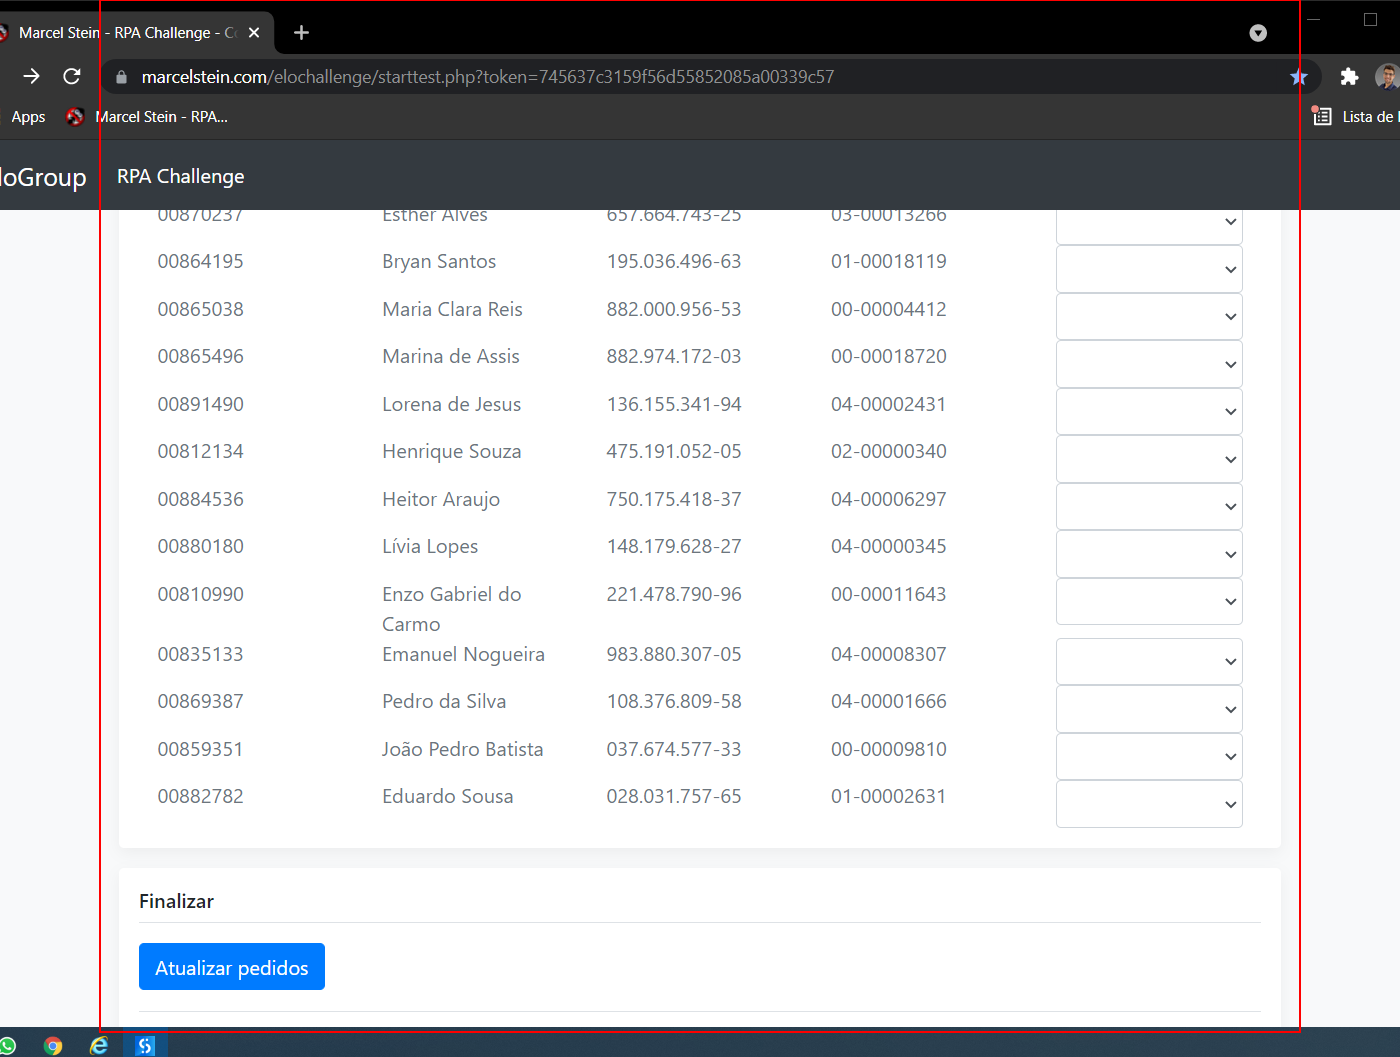 Marcel Stein - RPA Challenge - C
marcelstein.com/elochallenge/starttest.php?token=745637c3159f56d55852085a00339c57
Apps Marcel Stein - RPA... Lista de
loGroup RPA Challenge
00870237 Esther Alves 657.664.743-25 03-00013266
00864195 Bryan Santos 195.036.496-63 01-00018119
00865038 Maria Clara Reis 882.000.956-53 00-00004412
00865496 Marina de Assis 882.974.172-03 00-00018720
00891490 Lorena de Jesus 136.155.341-94 04-00002431
00812134 Henrique Souza 475.191.052-05 02-00000340
00884536 Heitor Araujo 750.175.418-37 04-00006297
00880180 Lívia Lopes 148.179.628-27 04-00000345
00810990 Enzo Gabriel do 221.478.790-96 00-00011643
Carmo
00835133 Emanuel Nogueira 983.880.307-05 04-00008307
00869387 Pedro da Silva 108.376.809-58 04-00001666
00859351 João Pedro Batista 037.674.577-33 00-00009810
00882782 Eduardo Sousa 028.031.757-65 01-00002631
Finalizar
Atualizar pedidos